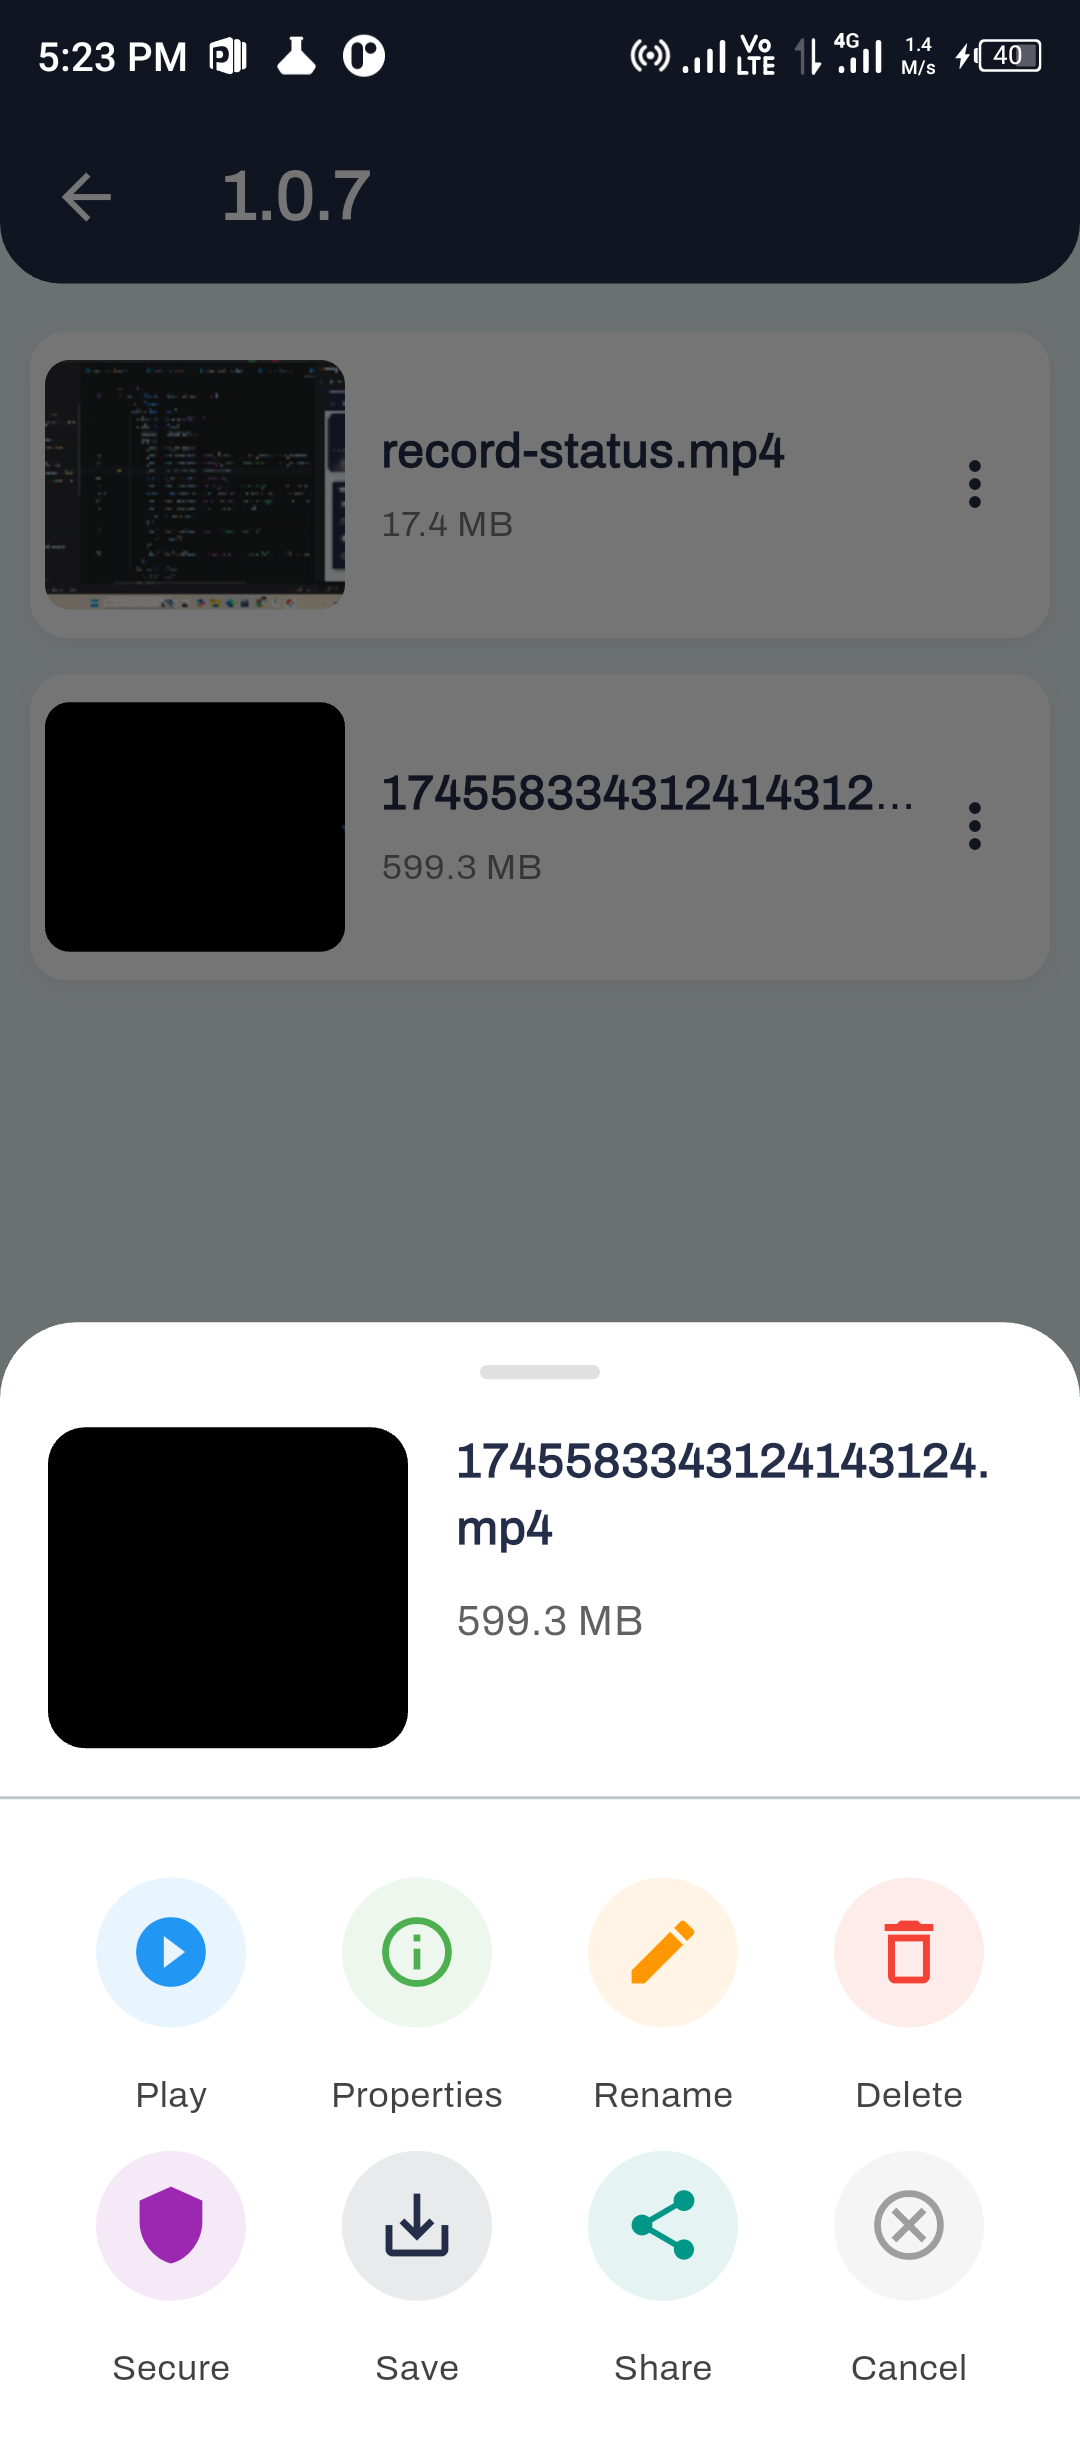 5:23 PM
Vo
LTE
4G
1.4
M/s
40
1.0.7
record-status.mp4
17.4 MB
174558334312414312...
599.3 MB
1745583343124143124.
mp4
599.3 MB
Play
Properties
Rename
Delete
Secure
Save
Share
Cancel